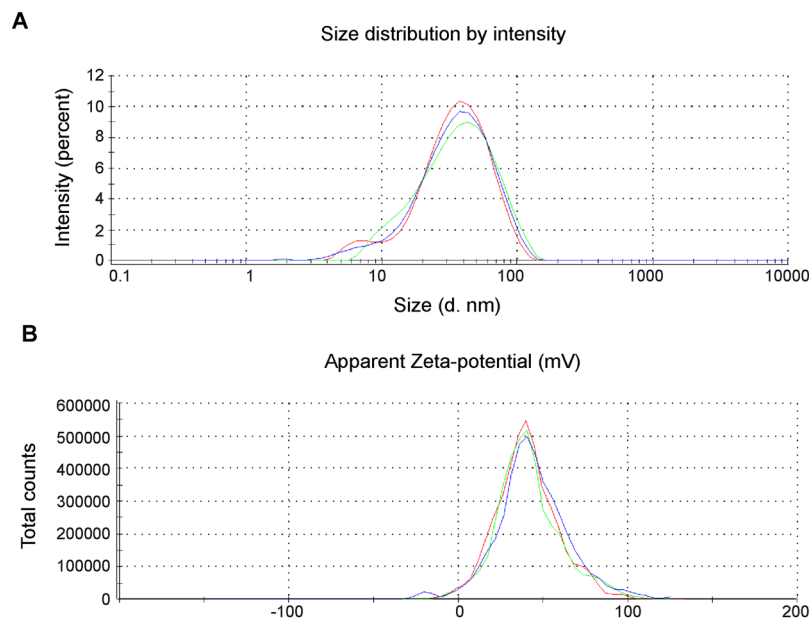 A
Size distribution by intensity
Intensity (percent)
12
10
8
6
4
2
0
0.1 1 10 100 1000 10000
Size (d. nm)
B
Apparent Zeta-potential (mV)
Total counts
600000
500000
400000
300000
200000
100000
0
-100 0 100 200